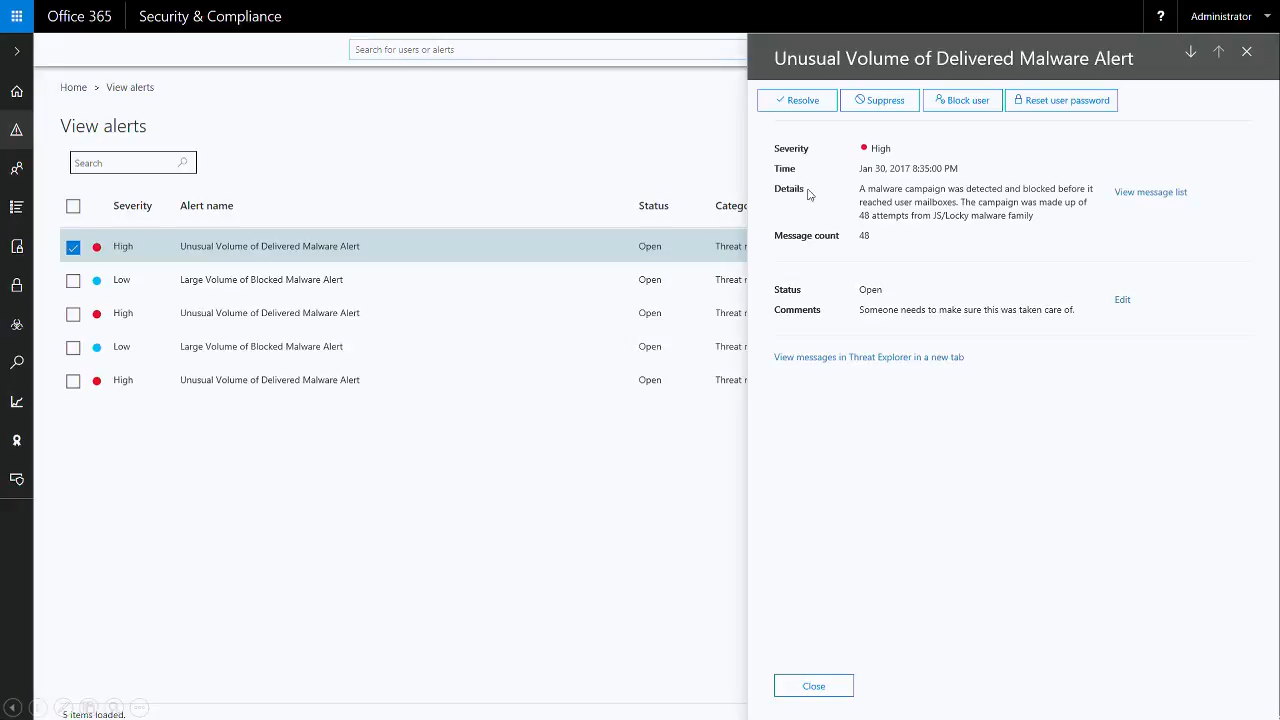 Office 365 Security & Compliance
? Administrator
Search for users or alerts
Home > View alerts
View alerts
Search
Severity Alert name Status Catego
High Unusual Volume of Delivered Malware Alert Open Threat
Low Large Volume of Blocked Malware Alert Open Threat
High Unusual Volume of Delivered Malware Alert Open Threat
Low Large Volume of Blocked Malware Alert Open Threat
High Unusual Volume of Delivered Malware Alert Open Threat
5 items loaded.
Unusual Volume of Delivered Malware Alert
Resolve Suppress Block user Reset user password
Severity High
Time Jan 30, 2017 8:35:00 PM
Details A malware campaign was detected and blocked before it View message list
reached user mailboxes. The campaign was made up of
48 attempts from JS/Locky malware family
Message count 48
Status Open Edit
Comments Someone needs to make sure this was taken care of.
View messages in Threat Explorer in a new tab
Close